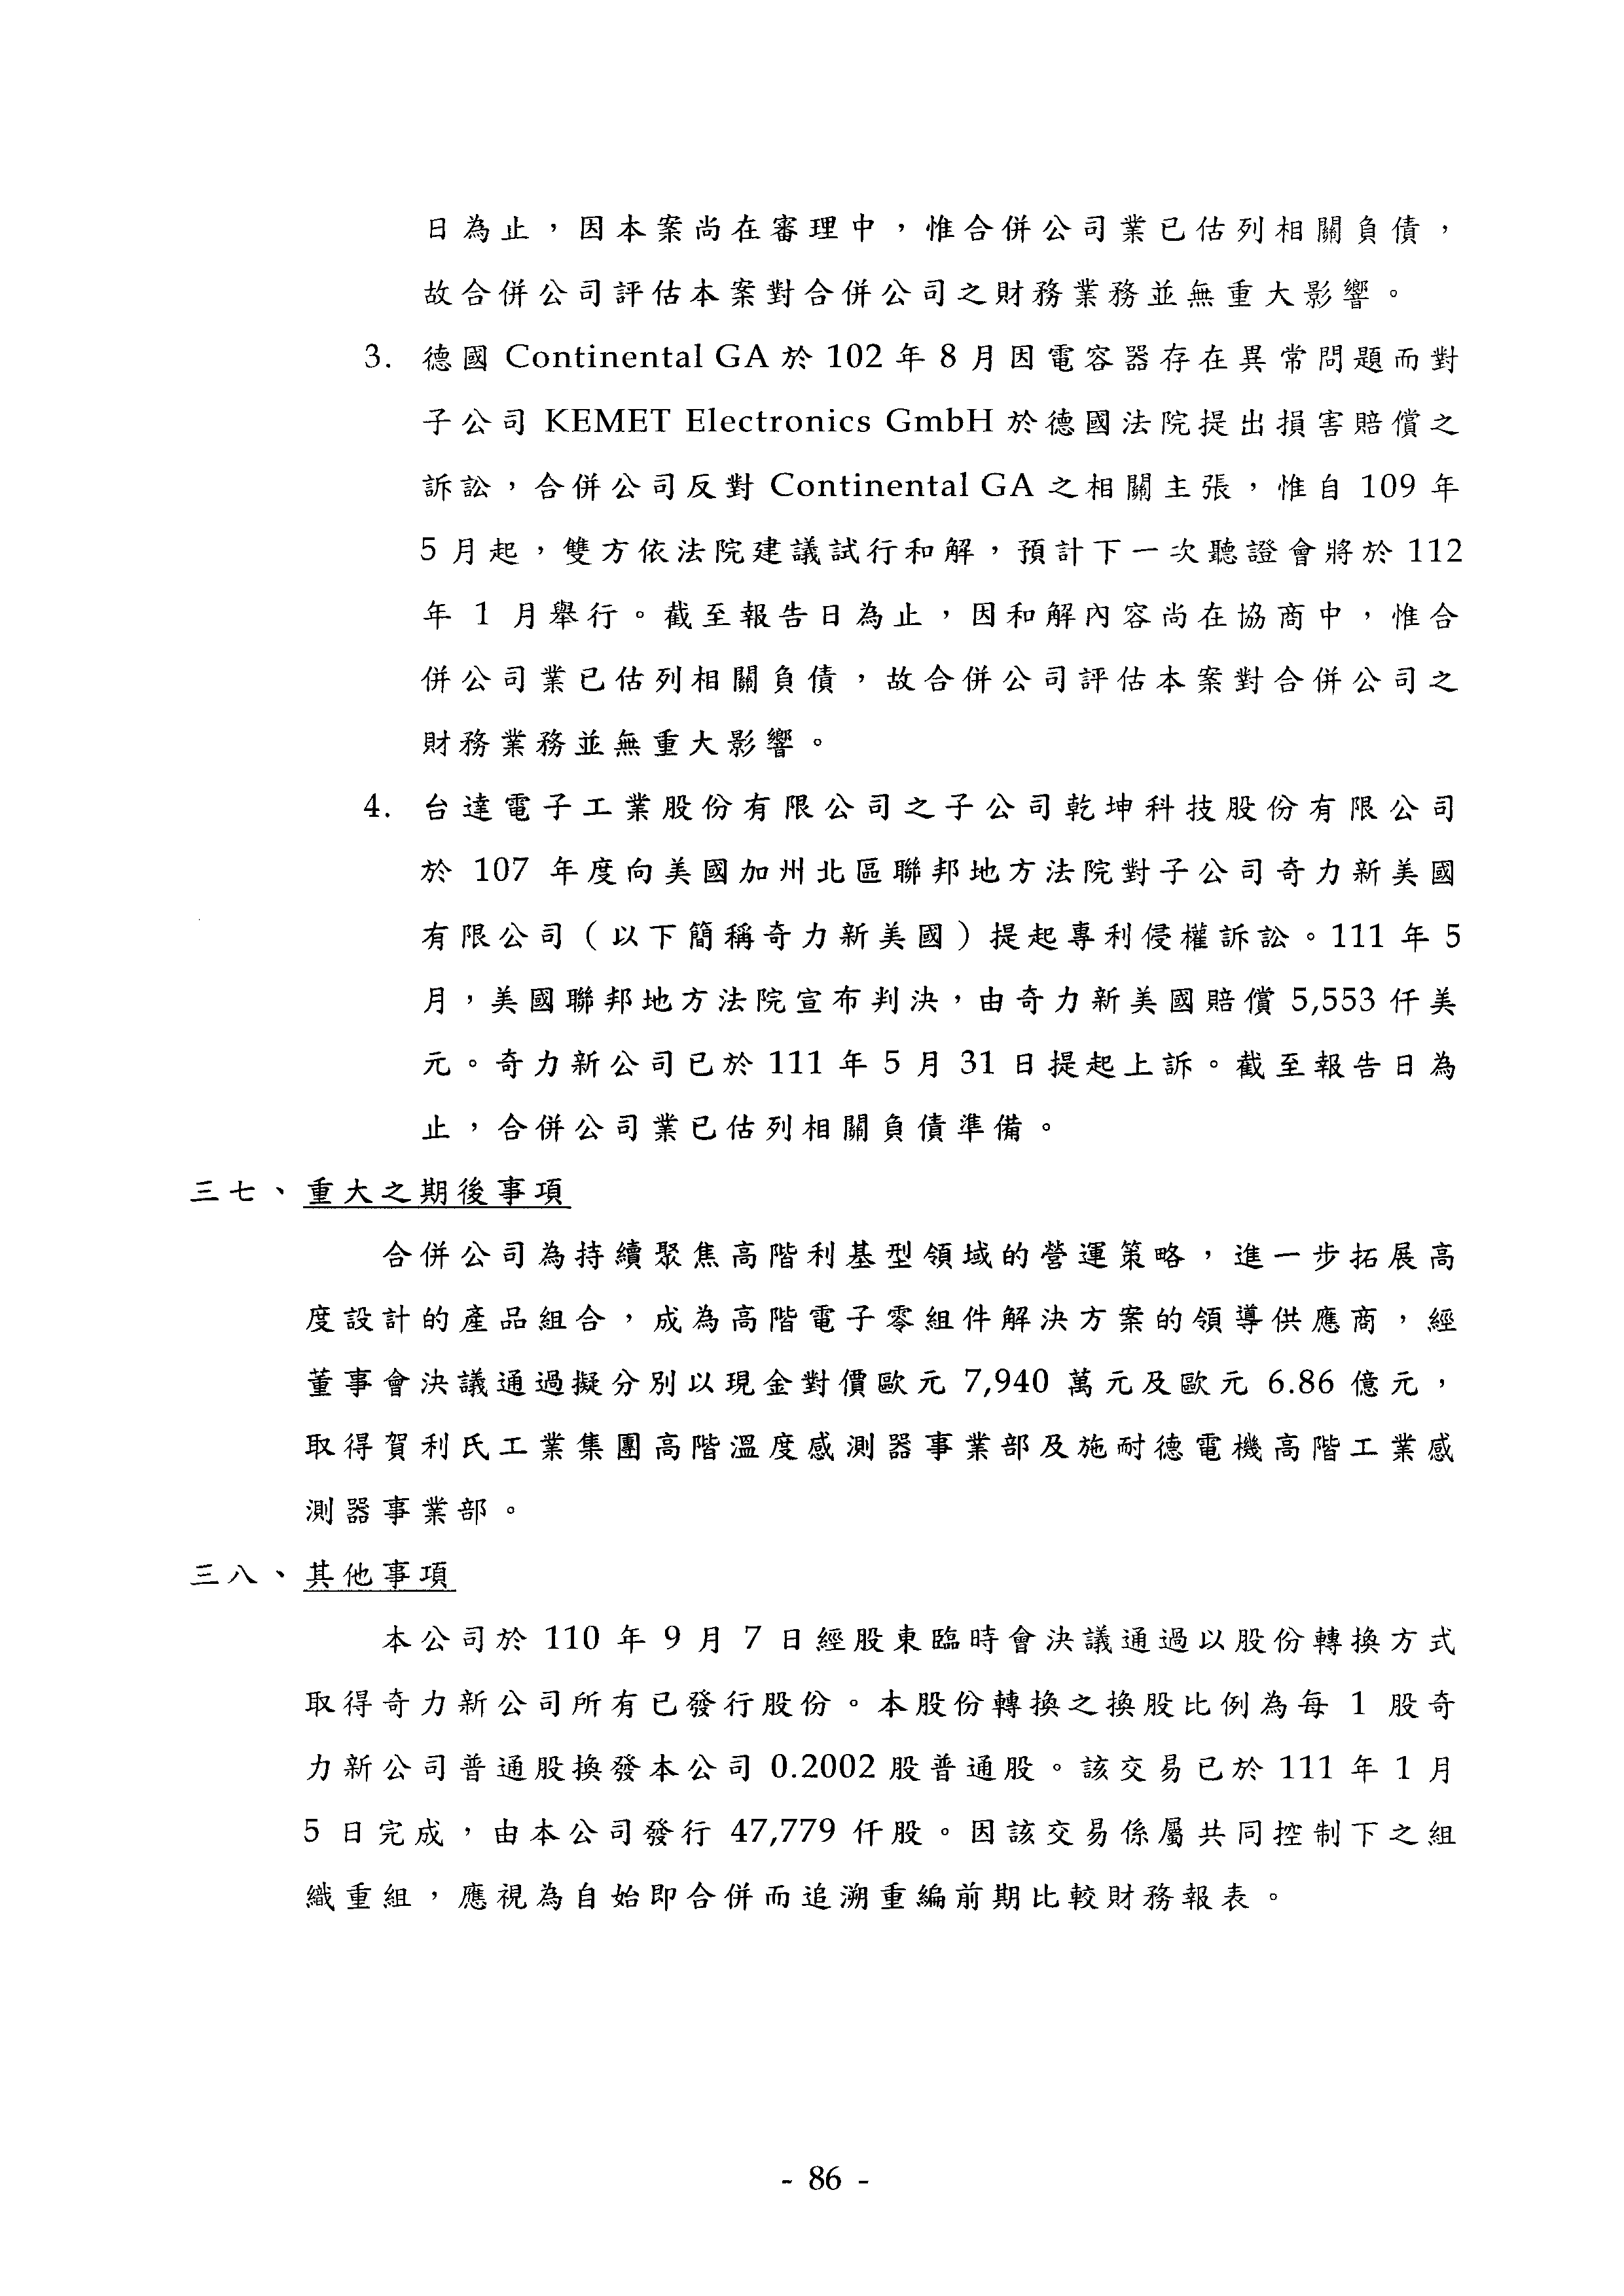 日為止，因本案尚在審理中，惟合併公司業已估列相關負債，
故合併公司評估本案對合併公司之財務業務並無重大影響。
3. 德國 Continental GA 於 102 年 8 月因電容器存在異常問題而對
子公司 KEMET Electronics GmbH 於德國法院提出損害賠償之
訴訟，合併公司反對 Continental GA 之相關主張，惟自 109 年
5 月起，雙方依法院建議試行和解，預計下一次聽證會將於 112
年 1 月舉行。截至報告日為止，因和解內容尚在協商中，惟合
併公司業已估列相關負債，故合併公司評估本案對合併公司之
財務業務並無重大影響。
4. 台達電子工業股份有限公司之子公司乾坤科技股份有限公司
於 107 年度向美國加州北區聯邦地方法院對子公司奇力新美國
有限公司（以下簡稱奇力新美國）提起專利侵權訴訟。111 年 5
月，美國聯邦地方法院宣布判決，由奇力新美國賠償 5,553 仟美
元。奇力新公司已於 111 年 5 月 31 日提起上訴。截至報告日為
止，合併公司業已估列相關負債準備。
三七、重大之期後事項
合併公司為持續聚焦高階利基型領域的營運策略，進一步拓展高
度設計的產品組合，成為高階電子零組件解決方案的領導供應商，經
董事會決議通過擬分別以現金對價歐元 7,940 萬元及歐元 6.86 億元，
取得賀利氏工業集團高階溫度感測器事業部及施耐德電機高階工業感
測器事業部。
三八、其他事項
本公司於 110 年 9 月 7 日經股東臨時會決議通過以股份轉換方式
取得奇力新公司所有已發行股份。本股份轉換之換股比例為每 1 股奇
力新公司普通股換發本公司 0.2002 股普通股。該交易已於 111 年 1 月
5 日完成，由本公司發行 47,779 仟股。因該交易係屬共同控制下之組
織重組，應視為自始即合併而追溯重編前期比較財務報表。
- 86 -